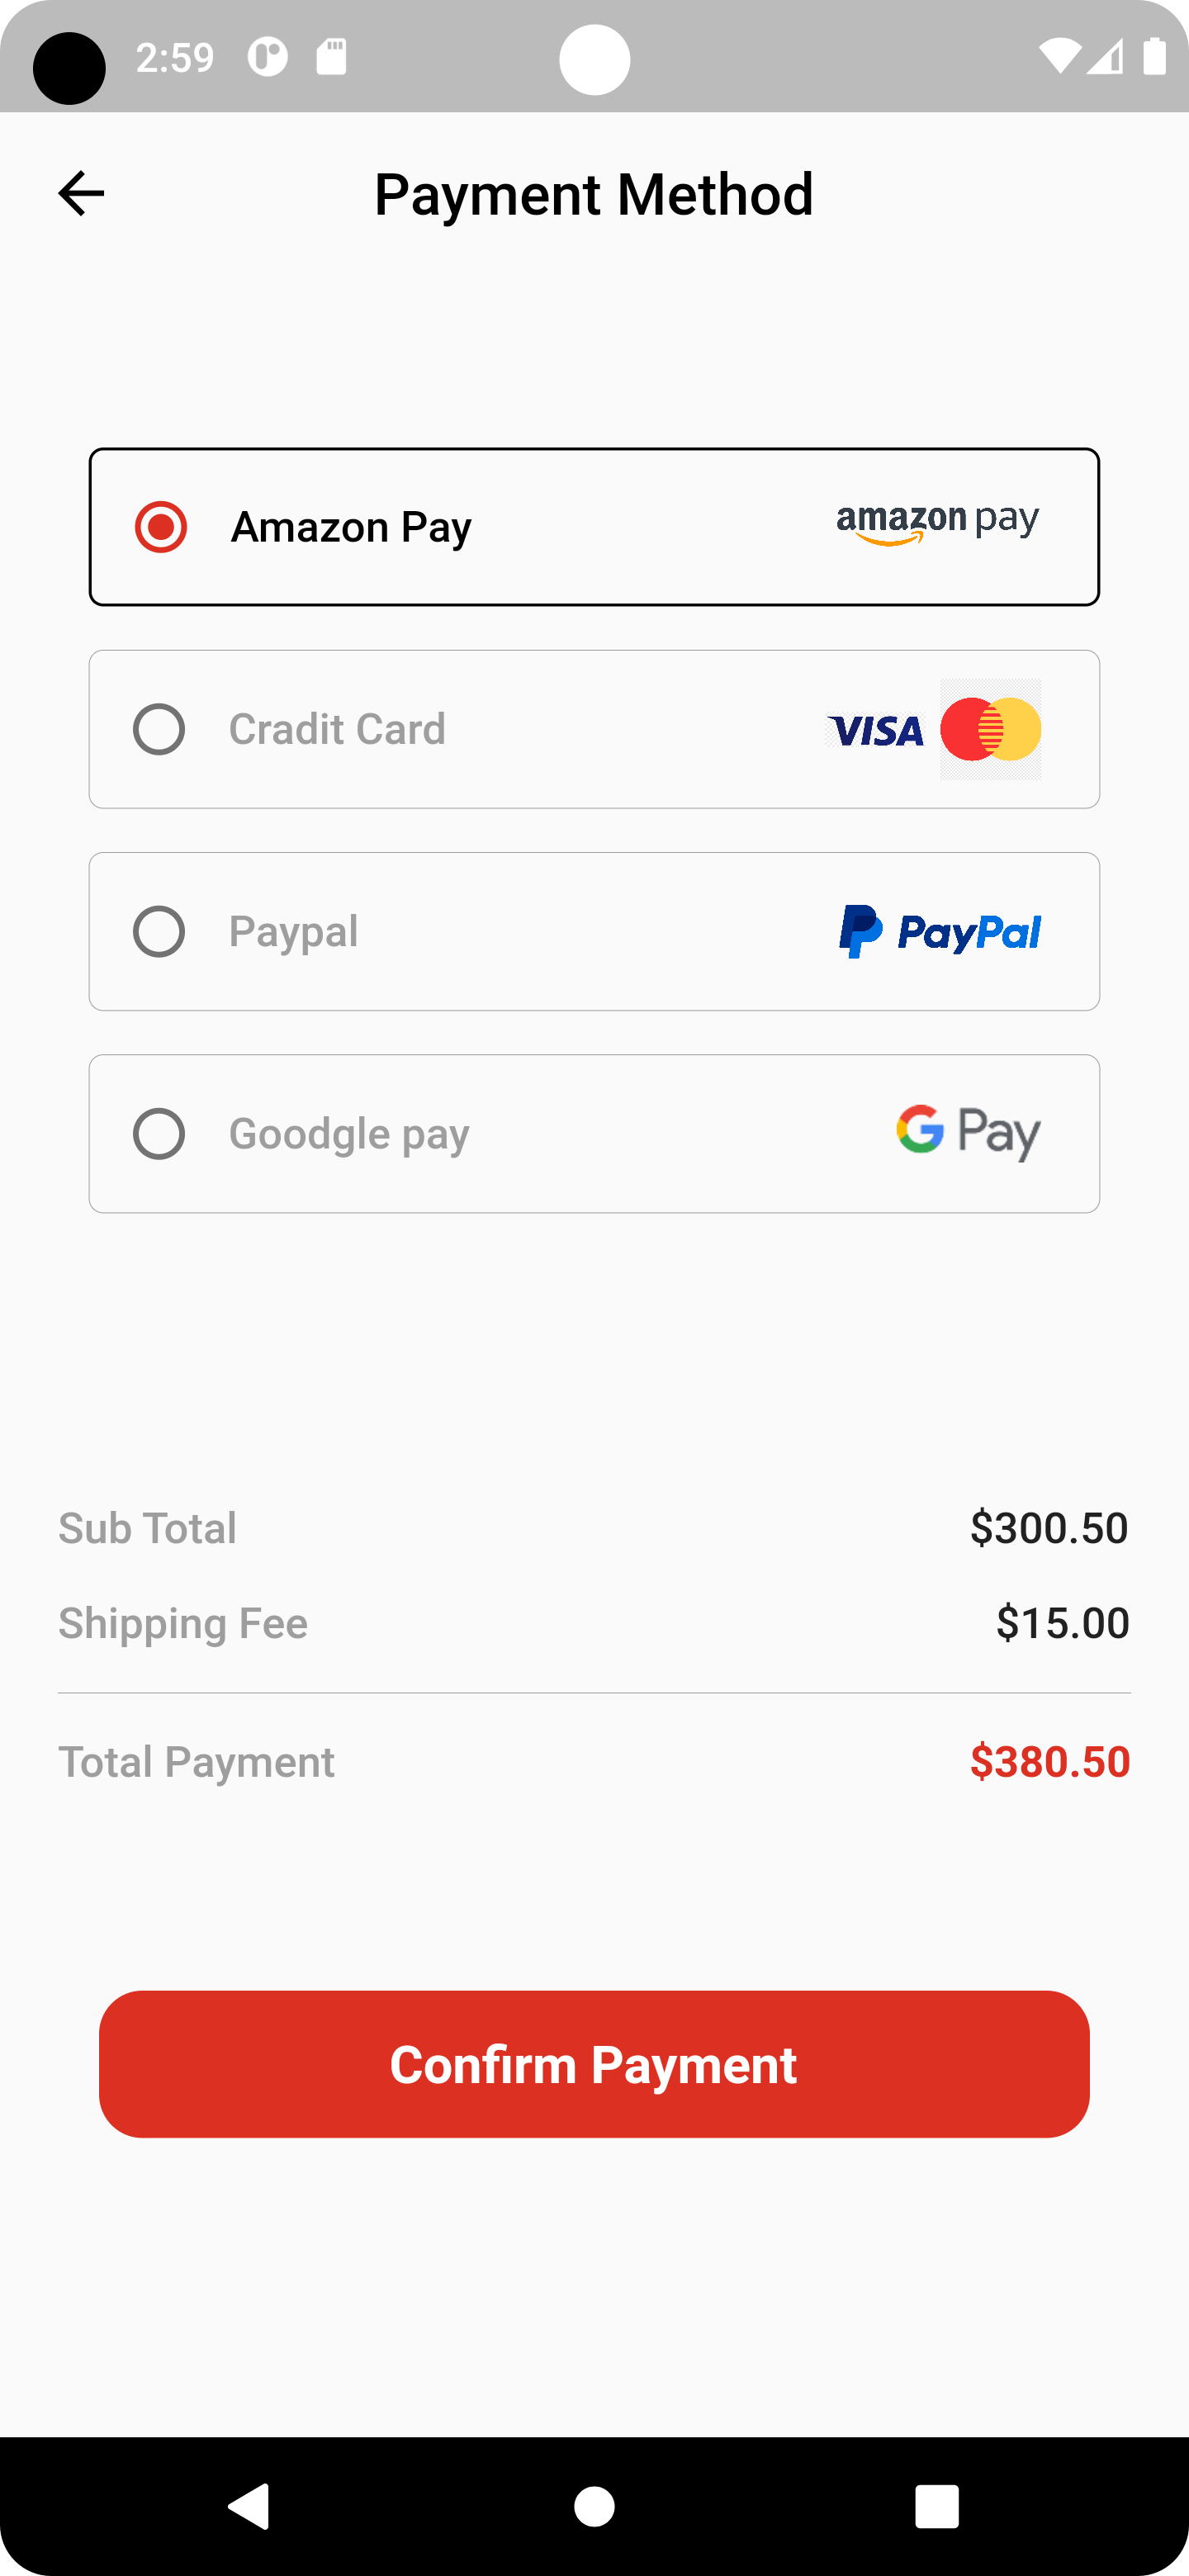 2:59
Payment Method
Amazon Pay amazon pay
Cradit Card VISA
Paypal PayPal
Goodgle pay G Pay
Sub Total $300.50
Shipping Fee $15.00
Total Payment $380.50
Confirm Payment